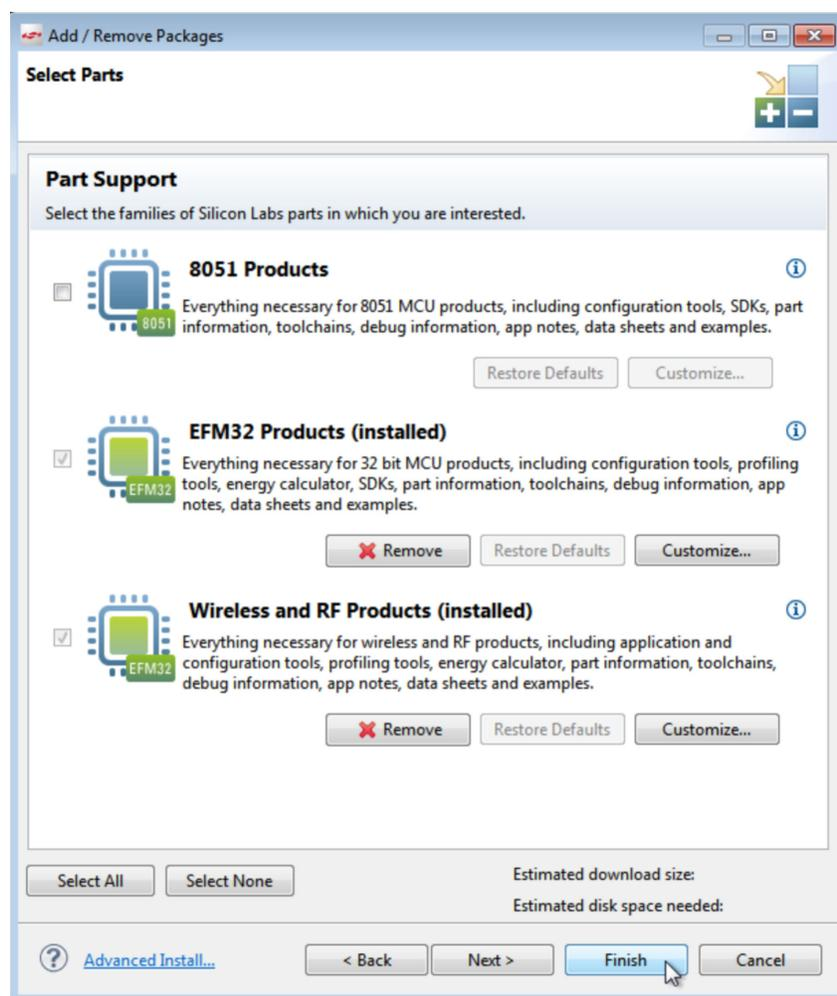 Add / Remove Packages
Select Parts
Part Support
Select the families of Silicon Labs parts in which you are interested.
8051 Products
8051
Everything necessary for 8051 MCU products, including configuration tools, SDKs, part
information, toolchains, debug information, app notes, data sheets and examples.
Restore Defaults Customize...
EFM32 Products (installed)
EFM32
Everything necessary for 32 bit MCU products, including configuration tools, profiling
tools, energy calculator, SDKs, part information, toolchains, debug information, app
notes, data sheets and examples.
Remove Restore Defaults Customize...
Wireless and RF Products (installed)
EFM32
Everything necessary for wireless and RF products, including application and
configuration tools, profiling tools, energy calculator, part information, toolchains,
debug information, app notes, data sheets and examples.
Remove Restore Defaults Customize...
Select All Select None
Estimated download size:
Estimated disk space needed:
? Advanced Install... < Back Next > Finish Cancel